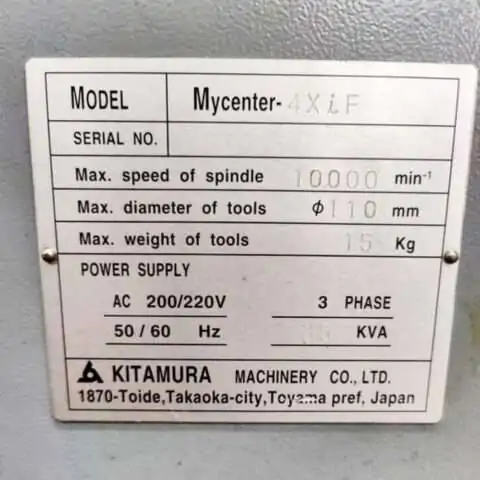 MODEL Mycenter-4XiF
SERIAL NO.
Max. speed of spindle 10000 min⁻¹
Max. diameter of tools φ110 mm
Max. weight of tools 15 Kg
POWER SUPPLY
AC 200/220V 3 PHASE
50/60 Hz KVA
KITAMURA MACHINERY CO., LTD.
1870-Toide,Takaoka-city,Toyama pref, Japan